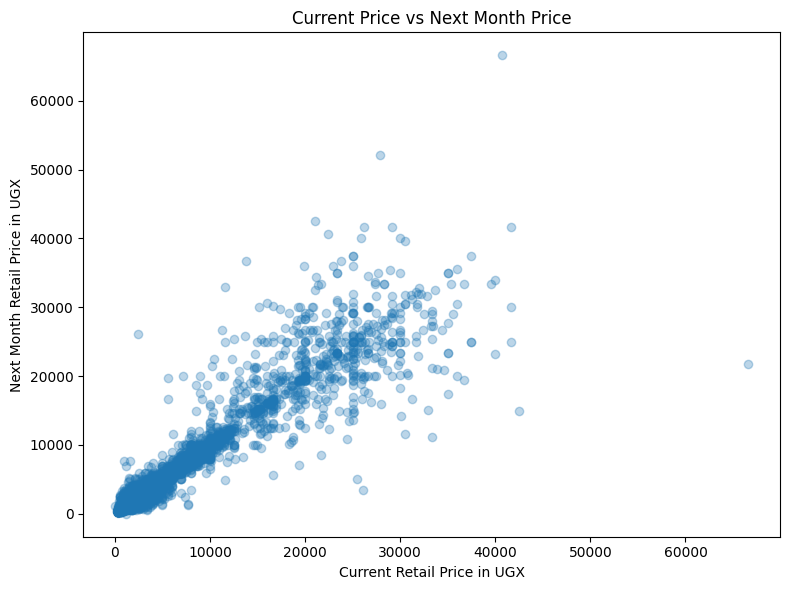 Current Price vs Next Month Price
60000
50000
40000
30000
20000
10000
0
Next Month Retail Price in UGX
0 10000 20000 30000 40000 50000 60000
Current Retail Price in UGX